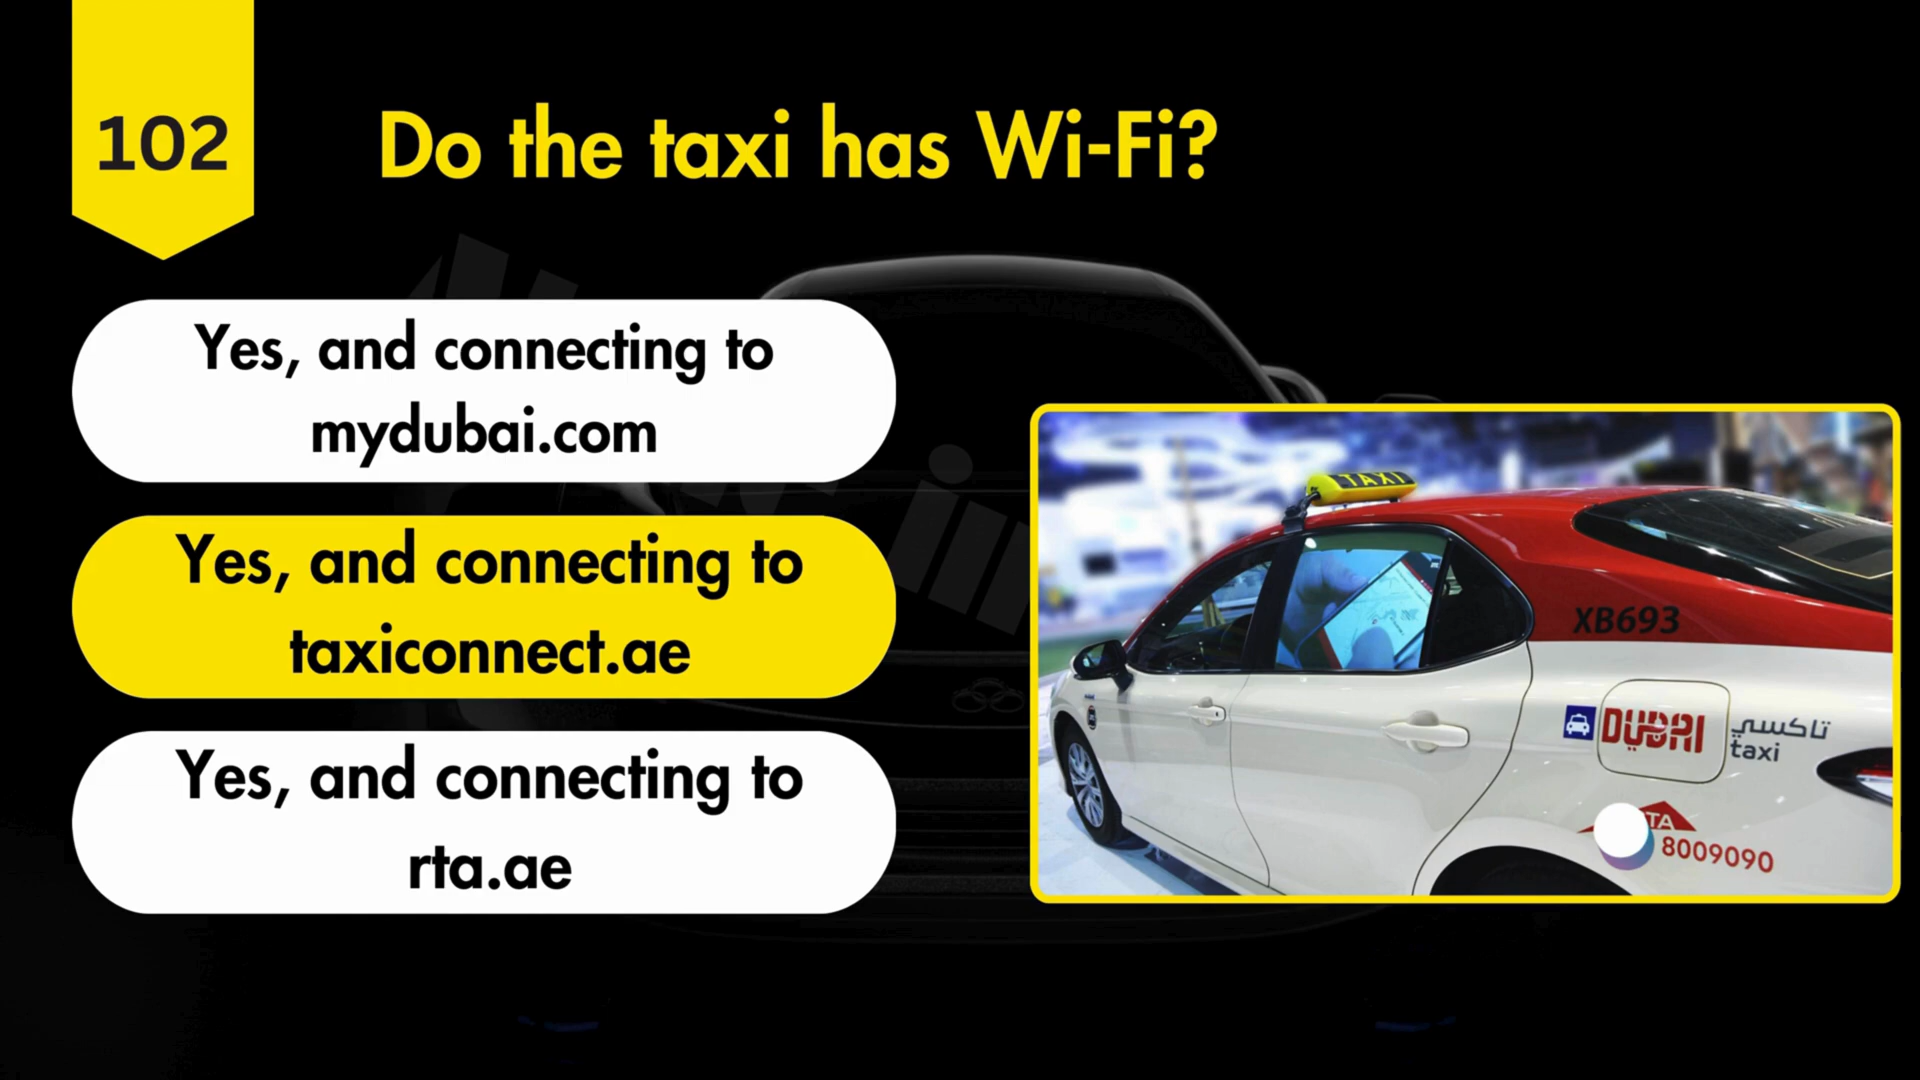 102
Do the taxi has Wi-Fi?
Yes, and connecting to
mydubai.com
Yes, and connecting to
taxiconnect.ae
Yes, and connecting to
rta.ae
TAXI
XB693
DUBAI
تاكسي
taxi
8009090